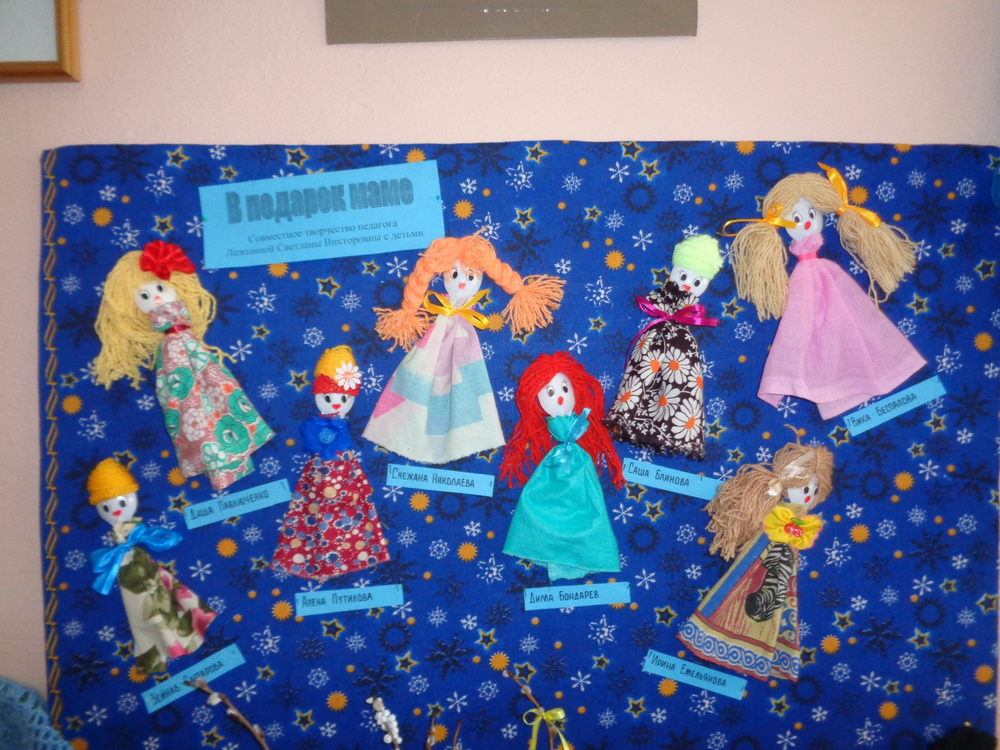 В подарок маме
Совместное творчество педагога
Лежниной Светланы Викторовны с детьми
Вика Беспалова
Снежана Николаева
Саша Блинова
Даша Павлюченко
Алена Путилова
Дима Бондарев
Ирина Емельянова
Зейнаб